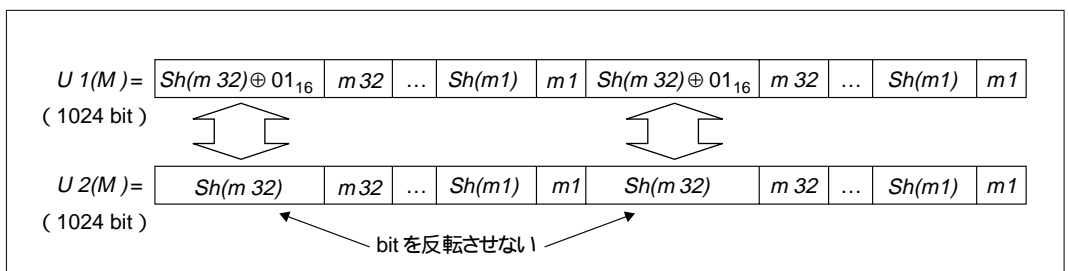 U 1(M )= Sh(m 32)⊕ 01₁₆ m 32 … Sh(m1) m 1 Sh(m 32)⊕ 01₁₆ m 32 … Sh(m1) m 1
( 1024 bit )
U 2(M )= Sh(m 32) m 32 … Sh(m1) m1 Sh(m 32) m 32 … Sh(m1) m1
( 1024 bit )
bit を反転させない